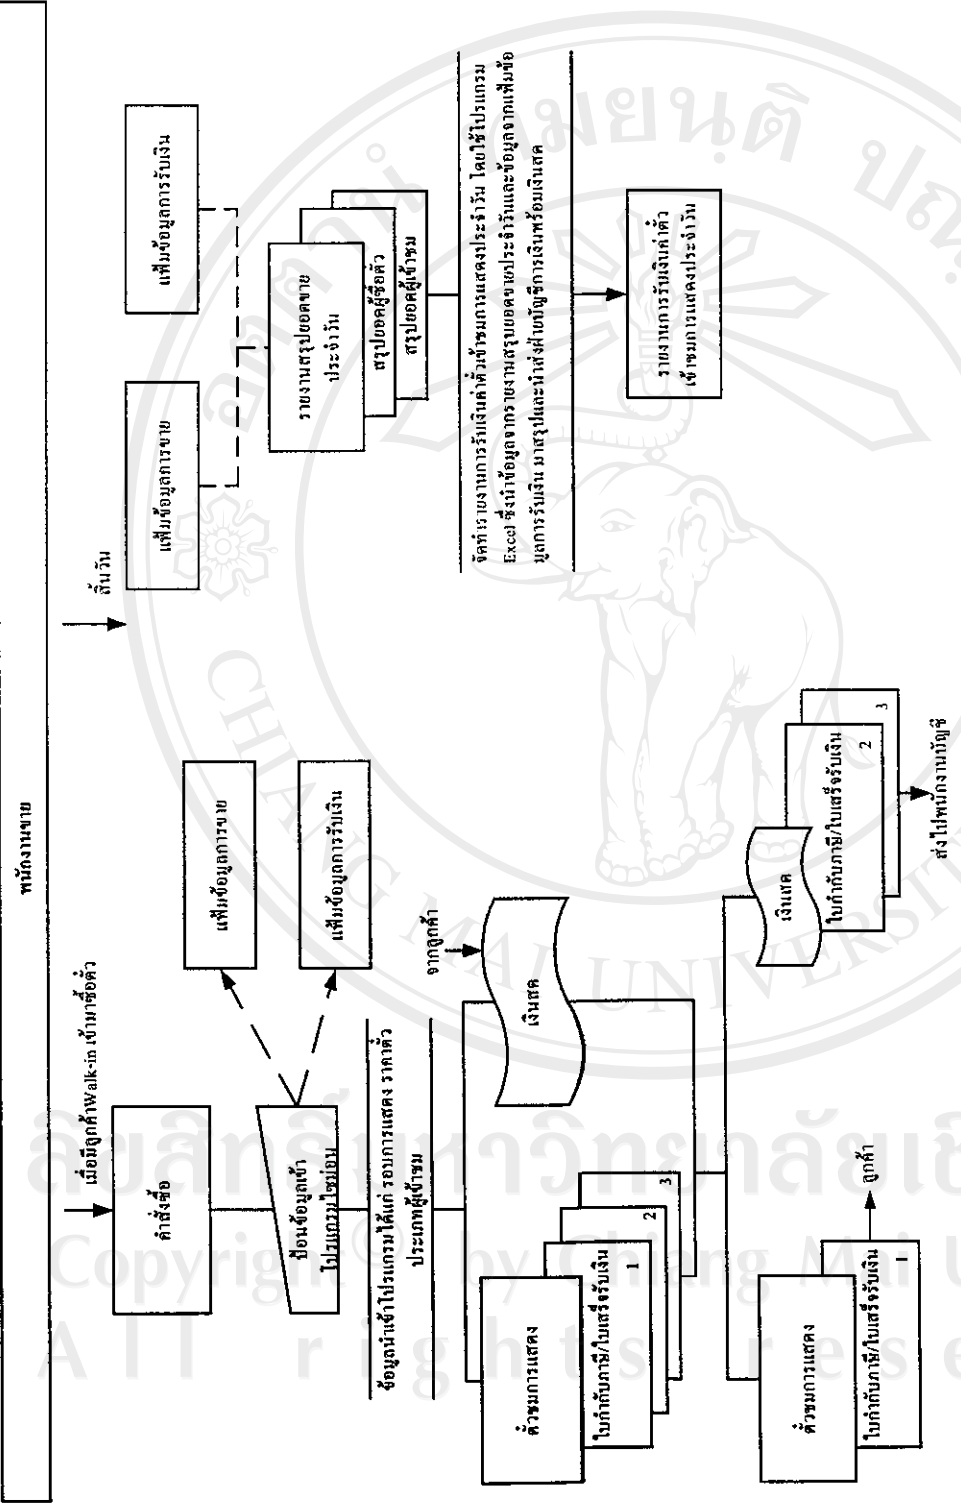 พนักงานขาย
เมื่อมีลูกค้าWalk-in เข้ามาซื้อตั๋ว
คำสั่งซื้อ
ป้อนข้อมูลเข้า
โปรแกรมไซม่อน
แฟ้มข้อมูลการขาย
แฟ้มข้อมูลการรับเงิน
ข้อมูลนำเข้าโปรแกรมได้แก่ รอบการแสดง ราคาตั๋ว
ประเภทผู้เข้าชม
จากลูกค้า
เงินสด
ตั๋วชมการแสดง
ใบกำกับภาษี/ใบเสร็จรับเงิน
1
2
3
ตั๋วชมการแสดง
ใบกำกับภาษี/ใบเสร็จรับเงิน
1
ลูกค้า
เงินสด
ใบกำกับภาษี/ใบเสร็จรับเงิน
2
3
ส่งไปพนักงานบัญชี
สิ้นวัน
แฟ้มข้อมูลการขาย
แฟ้มข้อมูลการรับเงิน
รายงานสรุปยอดขาย
ประจำวัน
สรุปยอดผู้ซื้อตั๋ว
สรุปยอดผู้เข้าชม
จัดทำรายงานการรับเงินค่าตั๋วเข้าชมการแสดงประจำวัน โดยใช้โปรแกรม
Excel ซึ่งนำข้อมูลจากรายงานสรุปยอดขายประจำวันและข้อมูลจากแฟ้มข้อ
มูลการรับเงิน มาสรุปและนำส่งฝ่ายบัญชีการเงินพร้อมเงินสด
รายงานการรับเงินค่าตั๋ว
เข้าชมการแสดงประจำวัน
CHIANG MAI UNIVERSIT
ลิขสิทธิ์มหาวิทยาลัยเชี
Copyright © by Chiang Mai U
All rights rese